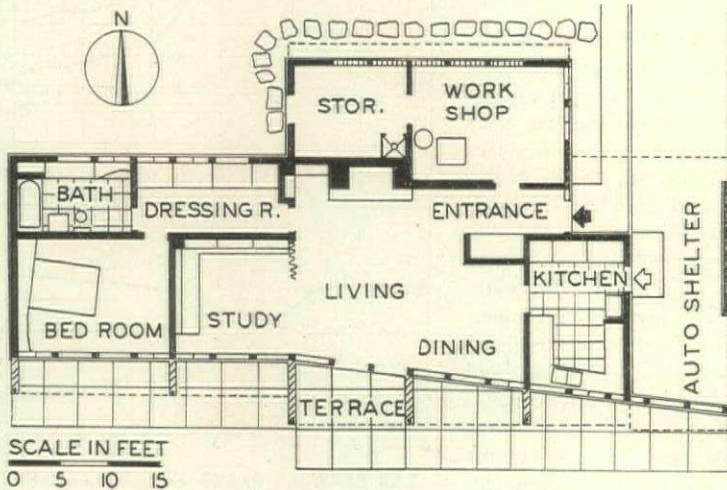 N
STOR.
WORK
SHOP
BATH
DRESSING R.
ENTRANCE
KITCHEN
AUTO SHELTER
LIVING
BED ROOM
STUDY
DINING
TERRACE
SCALE IN FEET
0 5 10 15